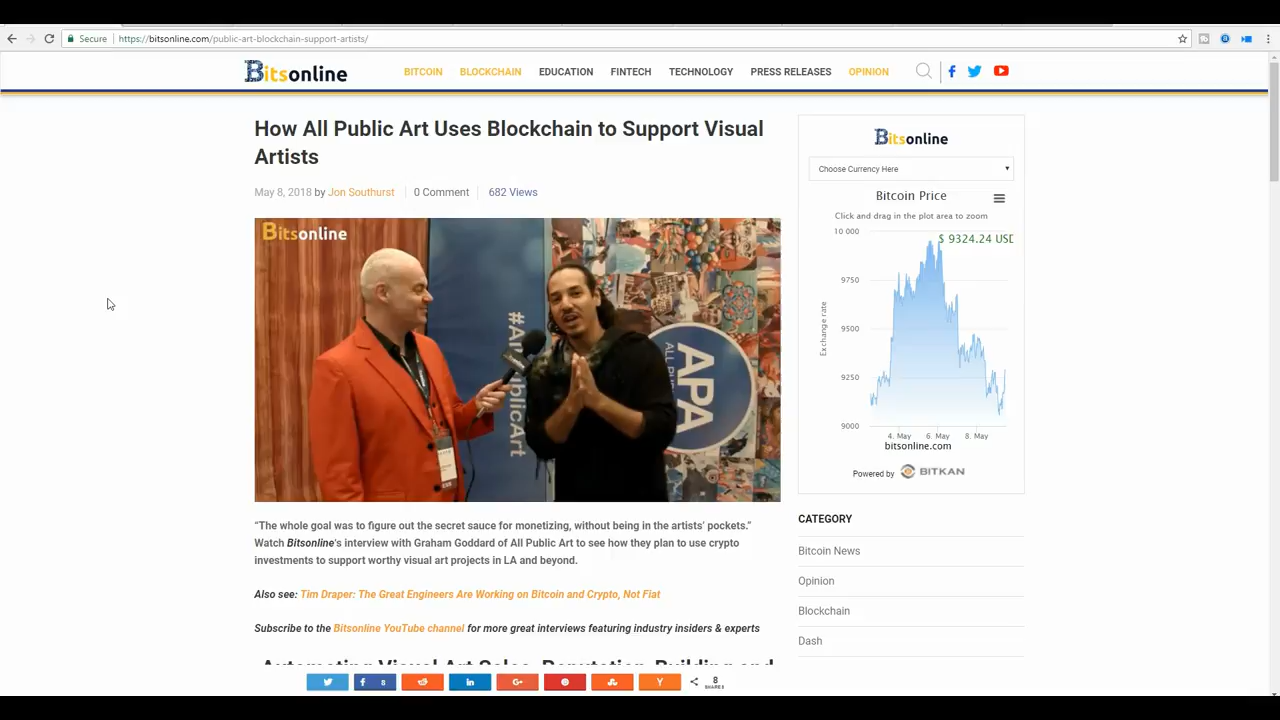 Secure
https://bitsonline.com/public-art-blockchain-support-artists/
Bitsonline
BITCOIN BLOCKCHAIN EDUCATION FINTECH TECHNOLOGY PRESS RELEASES OPINION
How All Public Art Uses Blockchain to Support Visual
Artists
May 8, 2018 by Jon Southurst 0 Comment 682 Views
Bitsonline
APA
“The whole goal was to figure out the secret sauce for monetizing, without being in the artists’ pockets.”
Watch Bitsonline’s interview with Graham Goddard of All Public Art to see how they plan to use crypto
investments to support worthy visual art projects in LA and beyond.
Also see: Tim Draper: The Great Engineers Are Working on Bitcoin and Crypto, Not Fiat
Subscribe to the Bitsonline YouTube channel for more great interviews featuring industry insiders & experts
Automating Visual Art Sales, Reputation-Building and
8
8
SHARES
Bitsonline
Choose Currency Here
Bitcoin Price
Click and drag in the plot area to zoom
$ 9324.24 USD
Exchange rate
10 000
9750
9500
9250
9000
4. May 6. May 8. May
bitsonline.com
Powered by BITKAN
CATEGORY
Bitcoin News
Opinion
Blockchain
Dash